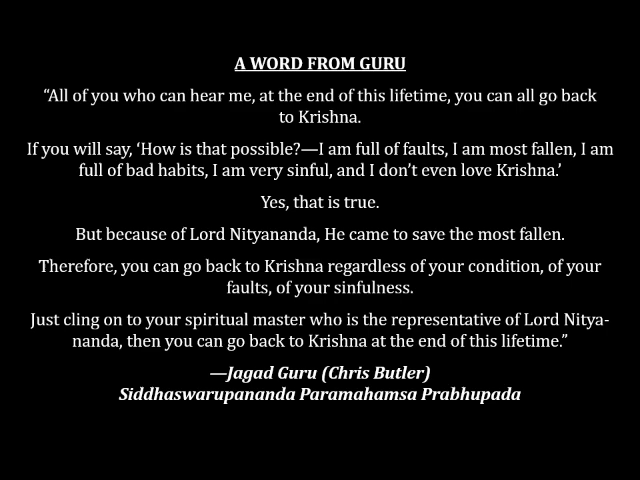 A WORD FROM GURU
“All of you who can hear me, at the end of this lifetime, you can all go back
to Krishna.
If you will say, ‘How is that possible?—I am full of faults, I am most fallen, I am
full of bad habits, I am very sinful, and I don’t even love Krishna.’
Yes, that is true.
But because of Lord Nityananda, He came to save the most fallen.
Therefore, you can go back to Krishna regardless of your condition, of your
faults, of your sinfulness.
Just cling on to your spiritual master who is the representative of Lord Nitya-
nanda, then you can go back to Krishna at the end of this lifetime.”
—Jagad Guru (Chris Butler)
Siddhaswarupananda Paramahamsa Prabhupada